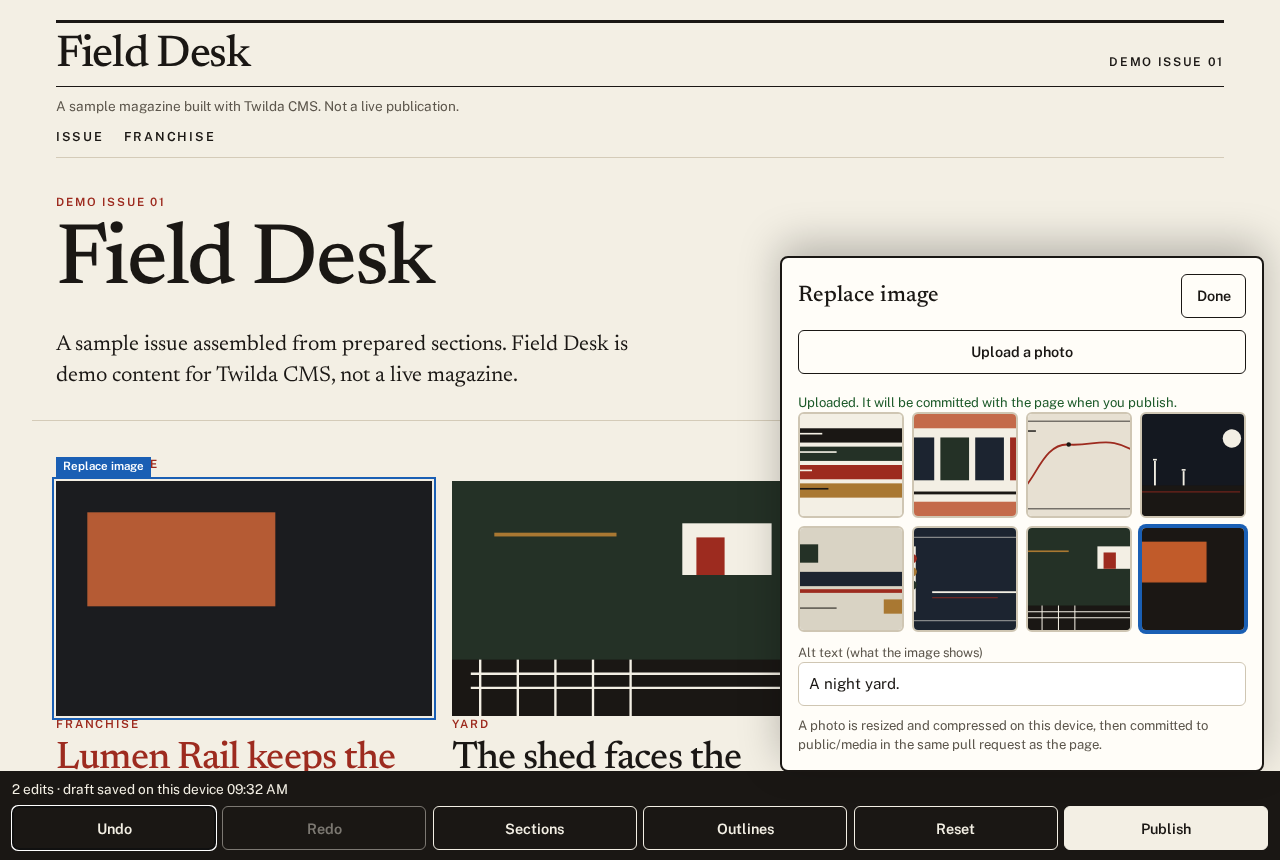 Field Desk
DEMO ISSUE 01
A sample magazine built with Twilda CMS. Not a live publication.
ISSUE FRANCHISE
DEMO ISSUE 01
Field Desk
A sample issue assembled from prepared sections. Field Desk is
demo content for Twilda CMS, not a live magazine.
Replace image
FRANCHISE
Lumen Rail keeps the
YARD
The shed faces the
Replace image
Done
Upload a photo
Uploaded. It will be committed with the page when you publish.
Alt text (what the image shows)
A night yard.
A photo is resized and compressed on this device, then committed to
public/media in the same pull request as the page.
2 edits · draft saved on this device 09:32 AM
Undo
Redo
Sections
Outlines
Reset
Publish